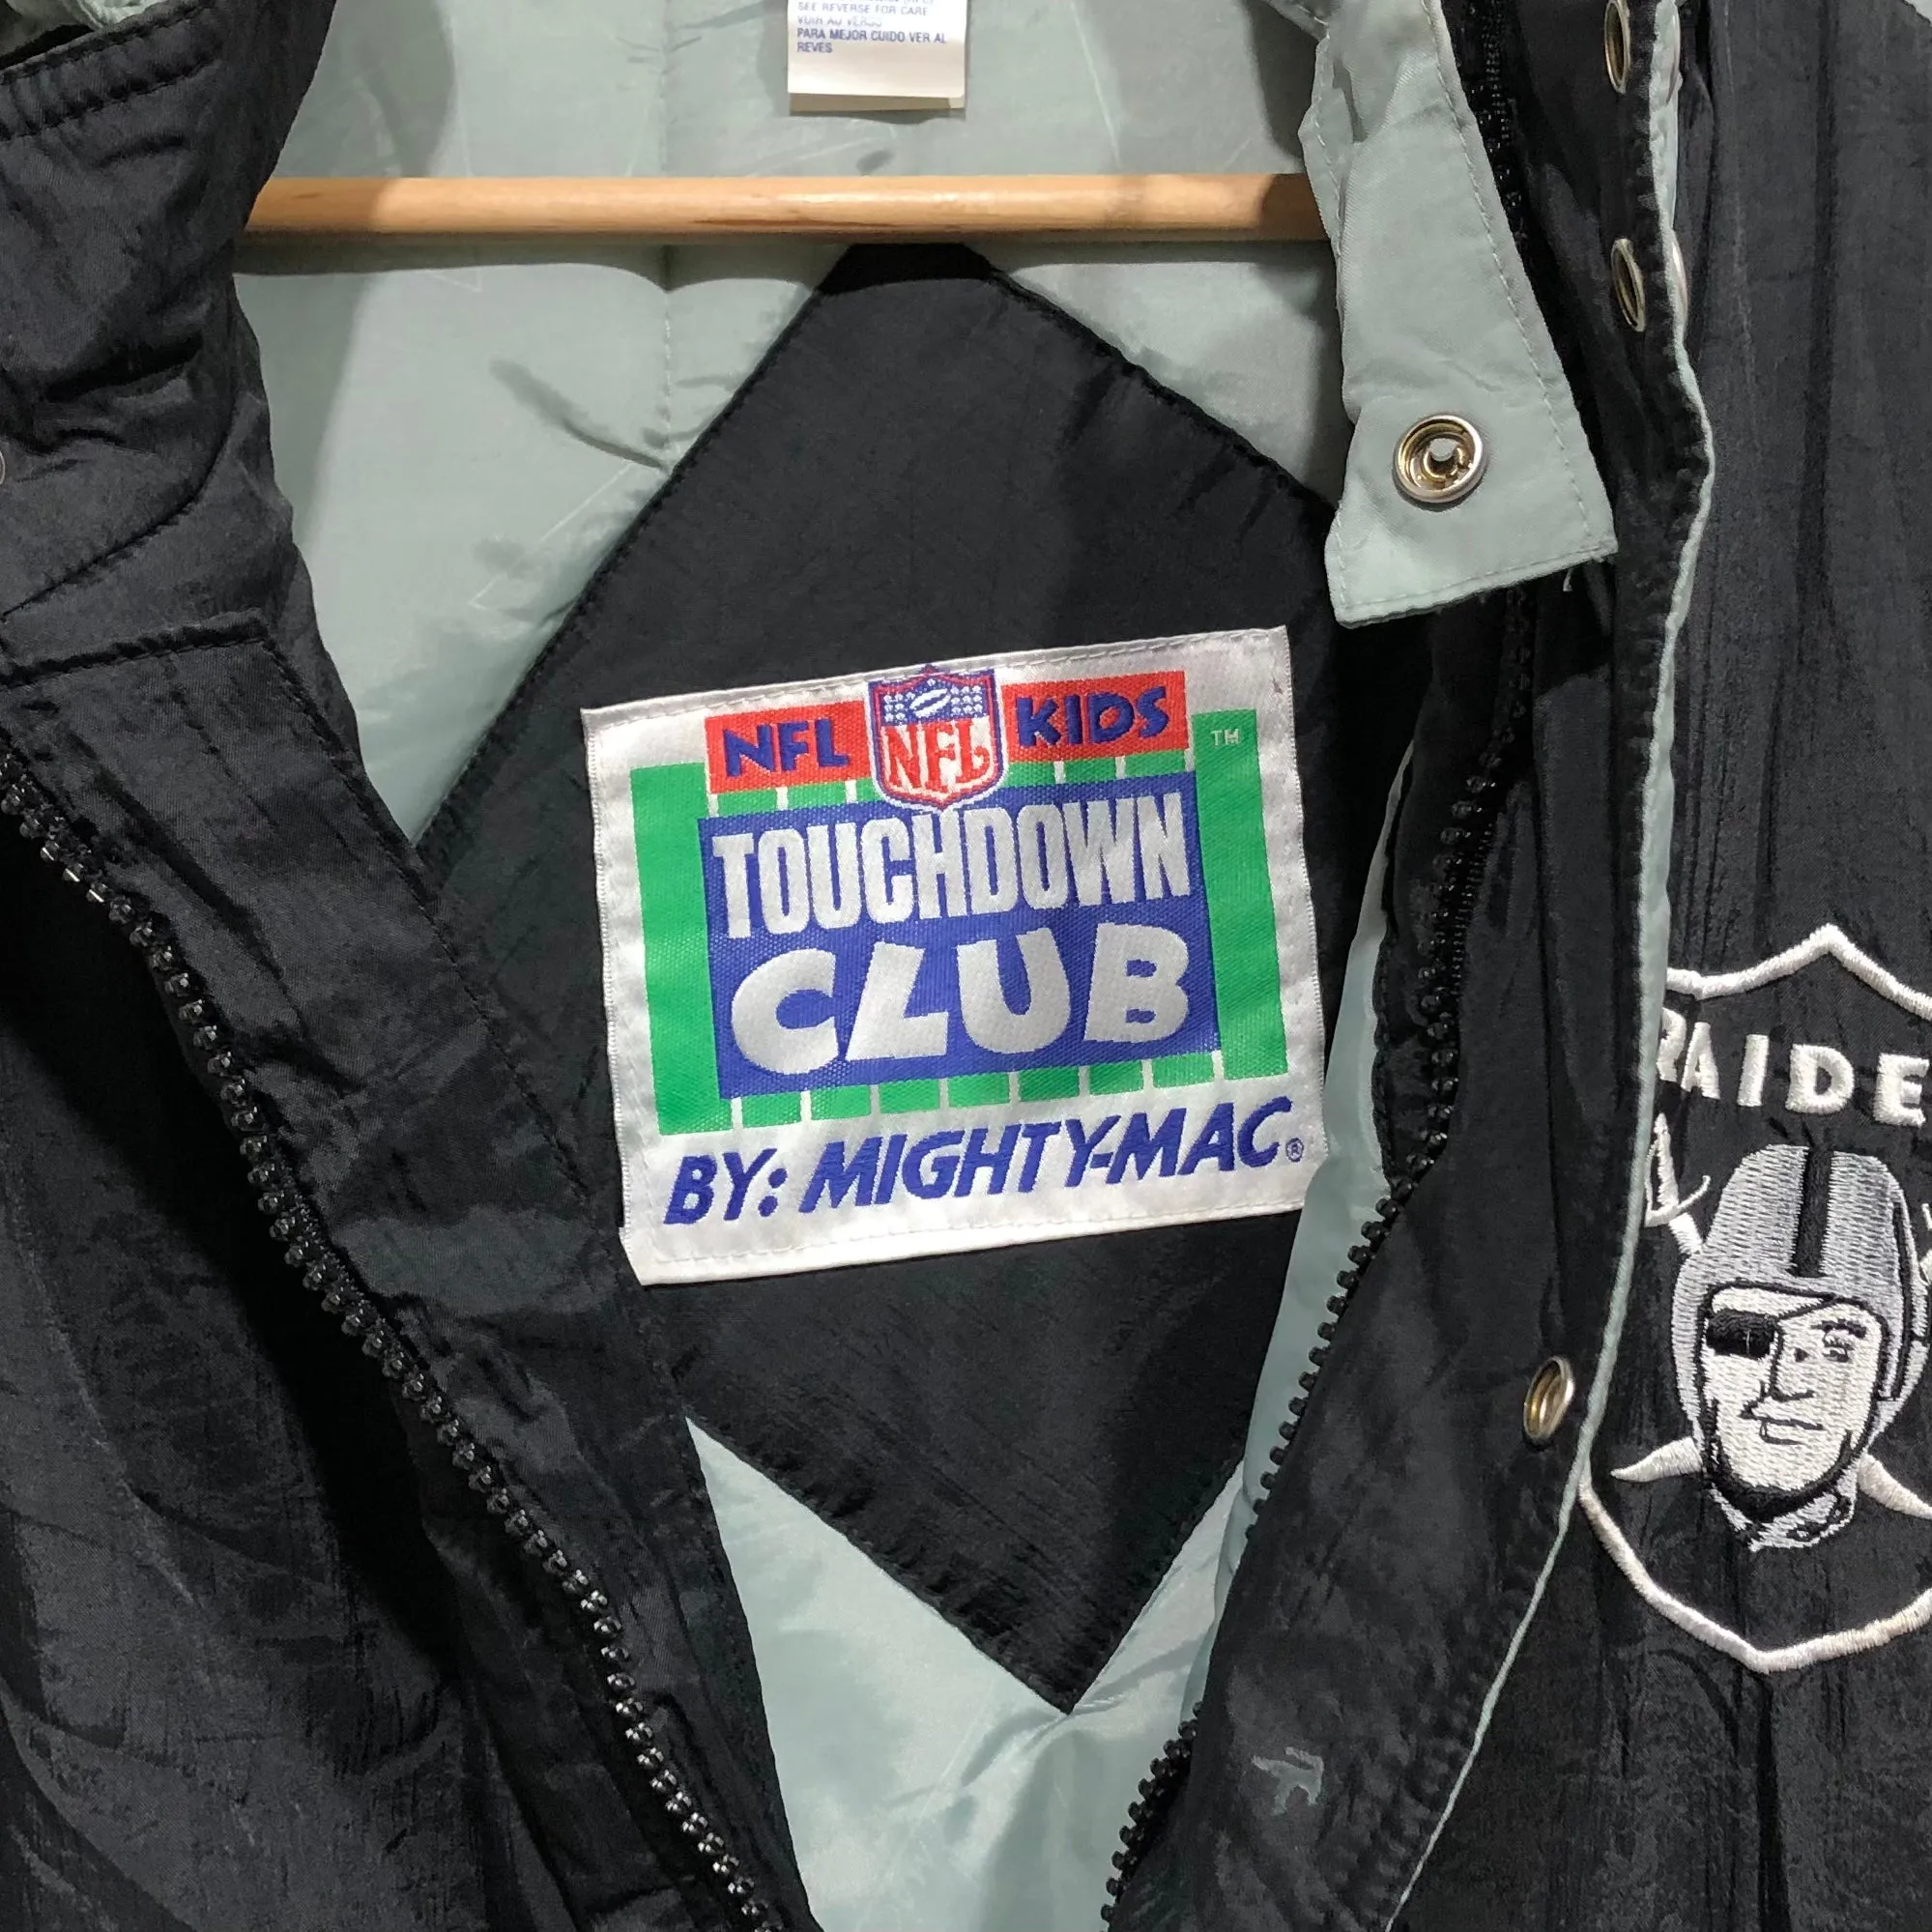 SEE REVERSE FOR CARE
VOIR AU VERSO
PARA MEJOR CUIDO VER AL
REVES
NFL NFL KIDS
TM
TOUCHDOWN
CLUB
BY: MIGHTY-MAC®
RAIDE